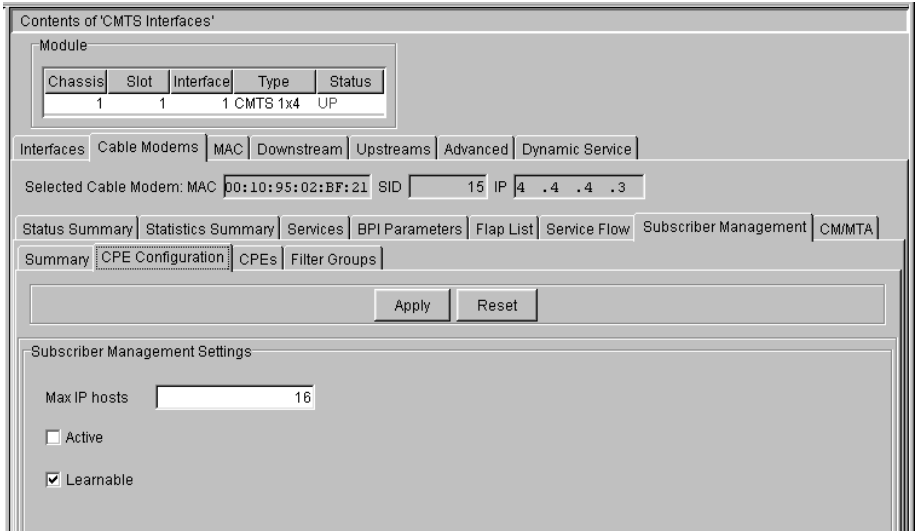 Contents of 'CMTS Interfaces'
Module
Chassis Slot Interface Type Status
1 1 1 CMTS 1x4 UP
Interfaces Cable Modems MAC Downstream Upstreams Advanced Dynamic Service
Selected Cable Modem: MAC 00:10:95:02:BF:21 SID 15 IP 4 .4 .4 .3
Status Summary Statistics Summary Services BPI Parameters Flap List Service Flow Subscriber Management CM/MTA
Summary CPE Configuration CPEs Filter Groups
Apply Reset
Subscriber Management Settings
Max IP hosts 16
Active
Learnable